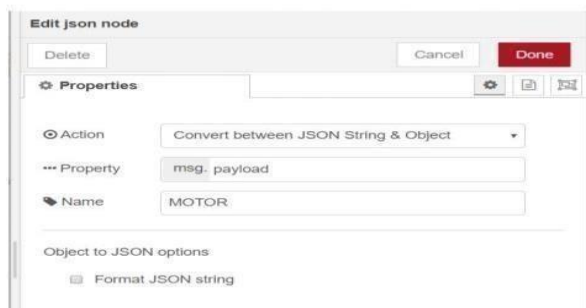 Edit json node
Delete Cancel Done
Properties
Action Convert between JSON String & Object
Property msg. payload
Name MOTOR
Object to JSON options
Format JSON string